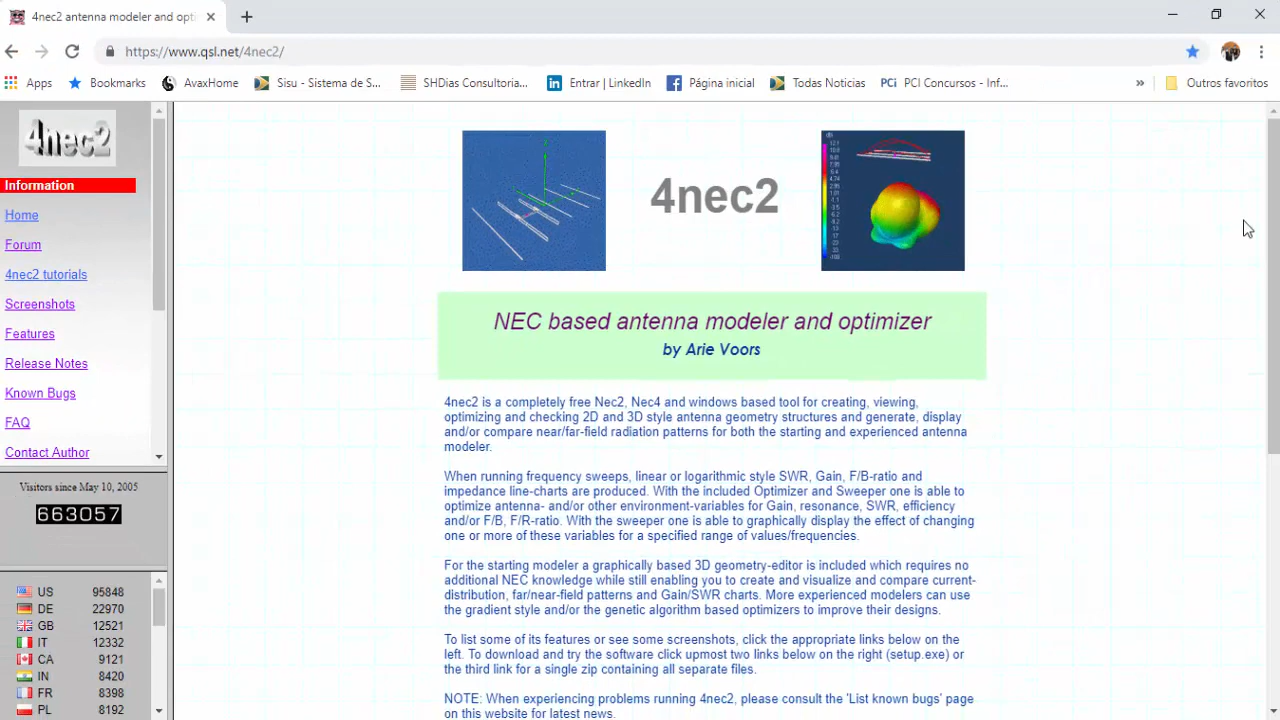 4nec2 antenna modeler and opti
https://www.qsl.net/4nec2/
Apps
Bookmarks
AvaxHome
Sisu - Sistema de S...
SHDias Consultoria...
Entrar | LinkedIn
Página inicial
Todas Noticias
PCi PCI Concursos - Inf...
»
Outros favoritos
4nec2
Information
Home
Forum
4nec2 tutorials
Screenshots
Features
Release Notes
Known Bugs
FAQ
Contact Author
Visitors since May 10, 2005
663057
US 95848
DE 22970
GB 12521
IT 12332
CA 9121
IN 8420
FR 8398
PL 8192
4nec2
NEC based antenna modeler and optimizer
by Arie Voors
4nec2 is a completely free Nec2, Nec4 and windows based tool for creating, viewing,
optimizing and checking 2D and 3D style antenna geometry structures and generate, display
and/or compare near/far-field radiation patterns for both the starting and experienced antenna
modeler.
When running frequency sweeps, linear or logarithmic style SWR, Gain, F/B-ratio and
impedance line-charts are produced. With the included Optimizer and Sweeper one is able to
optimize antenna- and/or other environment-variables for Gain, resonance, SWR, efficiency
and/or F/B, F/R-ratio. With the sweeper one is able to graphically display the effect of changing
one or more of these variables for a specified range of values/frequencies.
For the starting modeler a graphically based 3D geometry-editor is included which requires no
additional NEC knowledge while still enabling you to create and visualize and compare current-
distribution, far/near-field patterns and Gain/SWR charts. More experienced modelers can use
the gradient style and/or the genetic algorithm based optimizers to improve their designs.
To list some of its features or see some screenshots, click the appropriate links below on the
left. To download and try the software click upmost two links below on the right (setup.exe) or
the third link for a single zip containing all separate files.
NOTE: When experiencing problems running 4nec2, please consult the 'List known bugs' page
on this website for latest news.